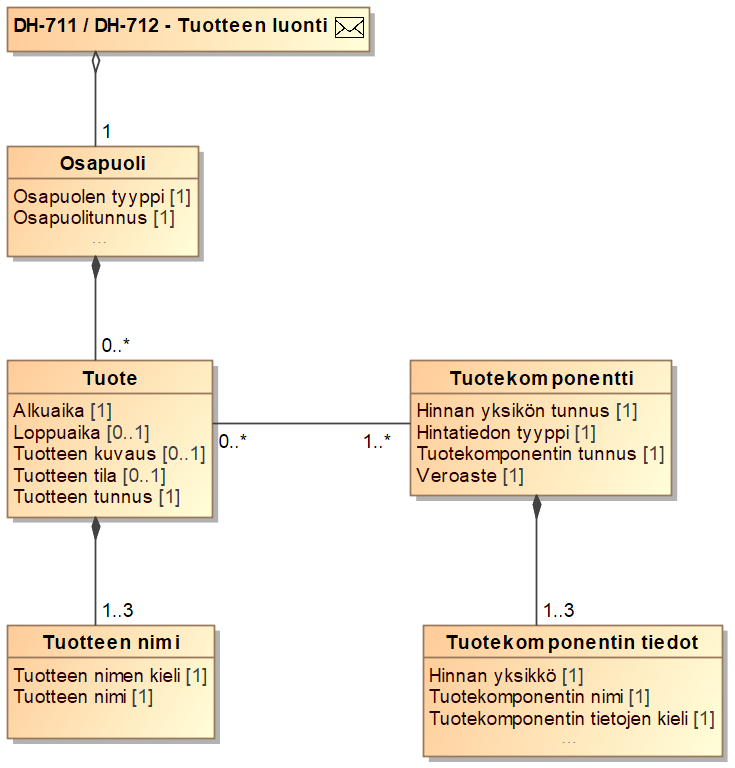 DH-711 / DH-712 - Tuotteen luonti
1
Osapuoli
Osapuolen tyyppi [1]
Osapuolitunnus [1]
...
0..*
Tuote
Alkuaika [1]
Loppuaika [0..1]
Tuotteen kuvaus [0..1]
Tuotteen tila [0..1]
Tuotteen tunnus [1]
0..*
1..*
Tuotekomponentti
Hinnan yksikön tunnus [1]
Hintatiedon tyyppi [1]
Tuotekomponentin tunnus [1]
Veroaste [1]
1..3
Tuotteen nimi
Tuotteen nimen kieli [1]
Tuotteen nimi [1]
1..3
Tuotekomponentin tiedot
Hinnan yksikkö [1]
Tuotekomponentin nimi [1]
Tuotekomponentin tietojen kieli [1]
...